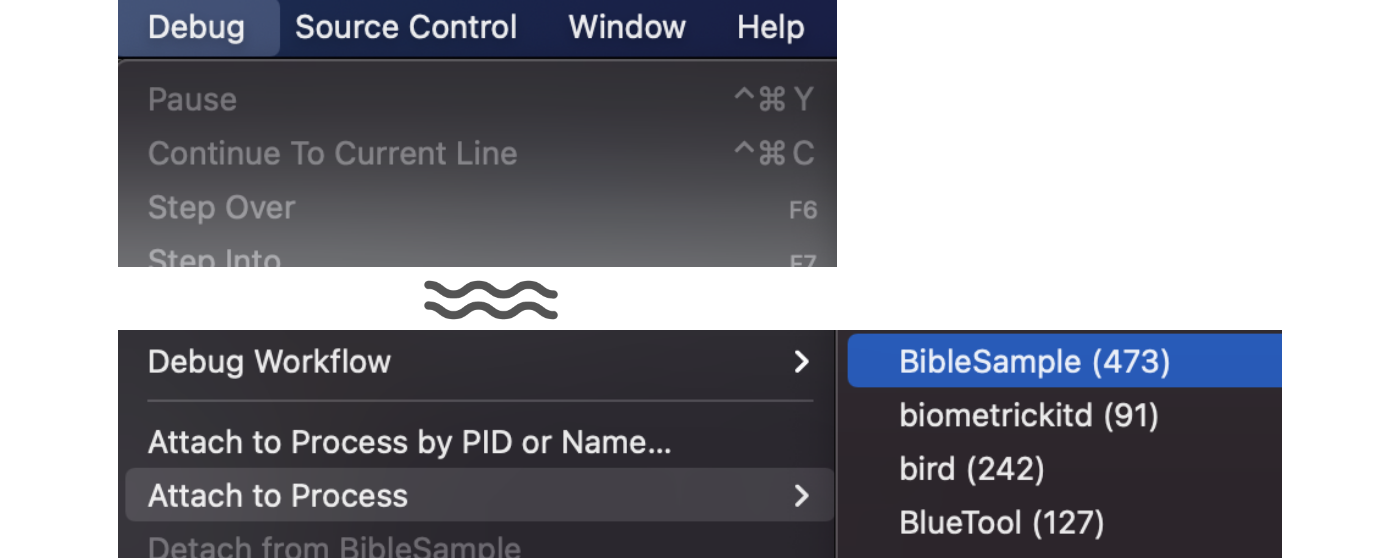 Debug Source Control Window Help
Pause ^⌘ Y
Continue To Current Line ^⌘ C
Step Over F6
Step Into F7
Debug Workflow
Attach to Process by PID or Name...
Attach to Process
Detach from BibleSample
BibleSample (473)
biometrickitd (91)
bird (242)
BlueTool (127)